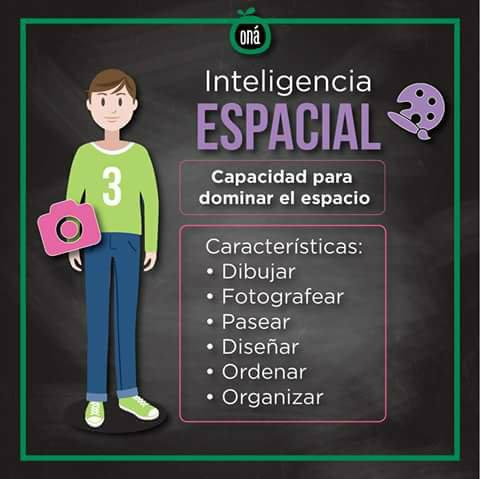 oná
Inteligencia
ESPACIAL
Capacidad para
dominar el espacio
3
Características:
• Dibujar
• Fotografear
• Pasear
• Diseñar
• Ordenar
• Organizar